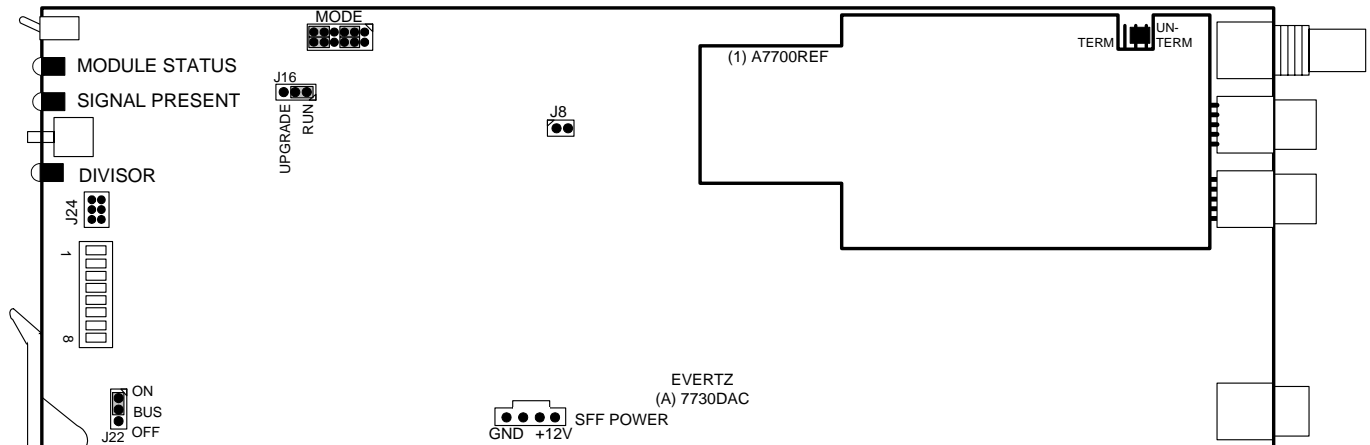 MODE
UN-
TERM TERM
(1) A7700REF
MODULE STATUS
J16
SIGNAL PRESENT
UPGRADE
RUN
J8
DIVISOR
J24
1
8
EVERTZ
(A) 7730DAC
ON
BUS
OFF
J22
SFF POWER
GND +12V